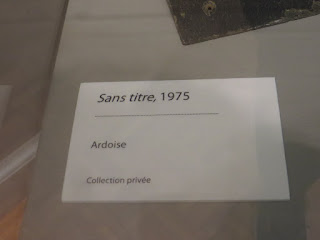 Sans titre, 1975
Ardoise
Collection privée